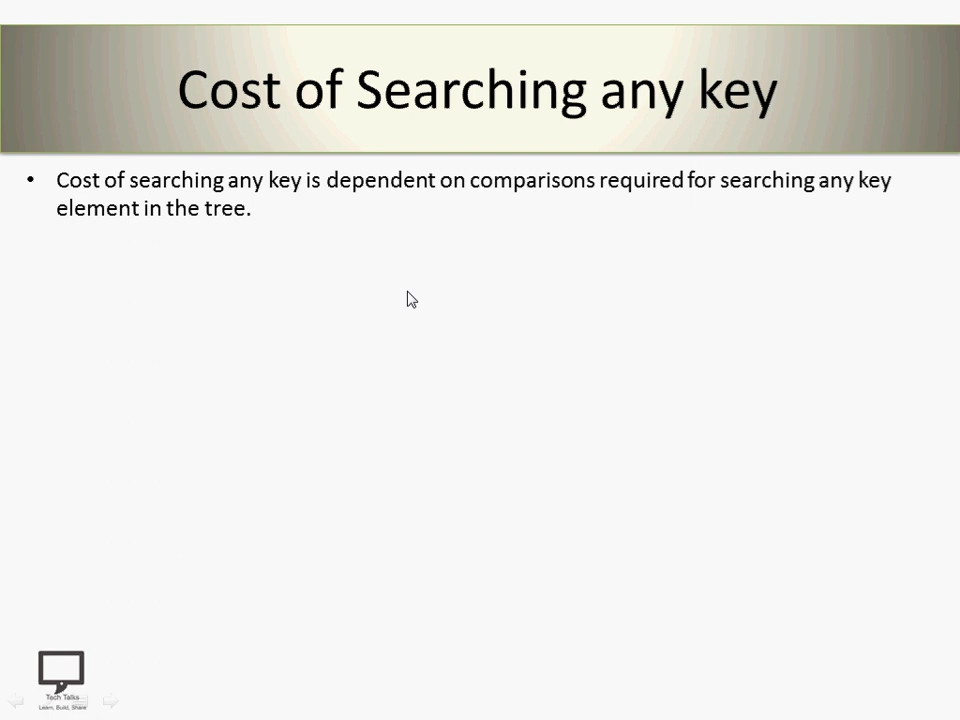 Cost of Searching any key
• Cost of searching any key is dependent on comparisons required for searching any key
element in the tree.
Tech Talks
Learn, Build, Share